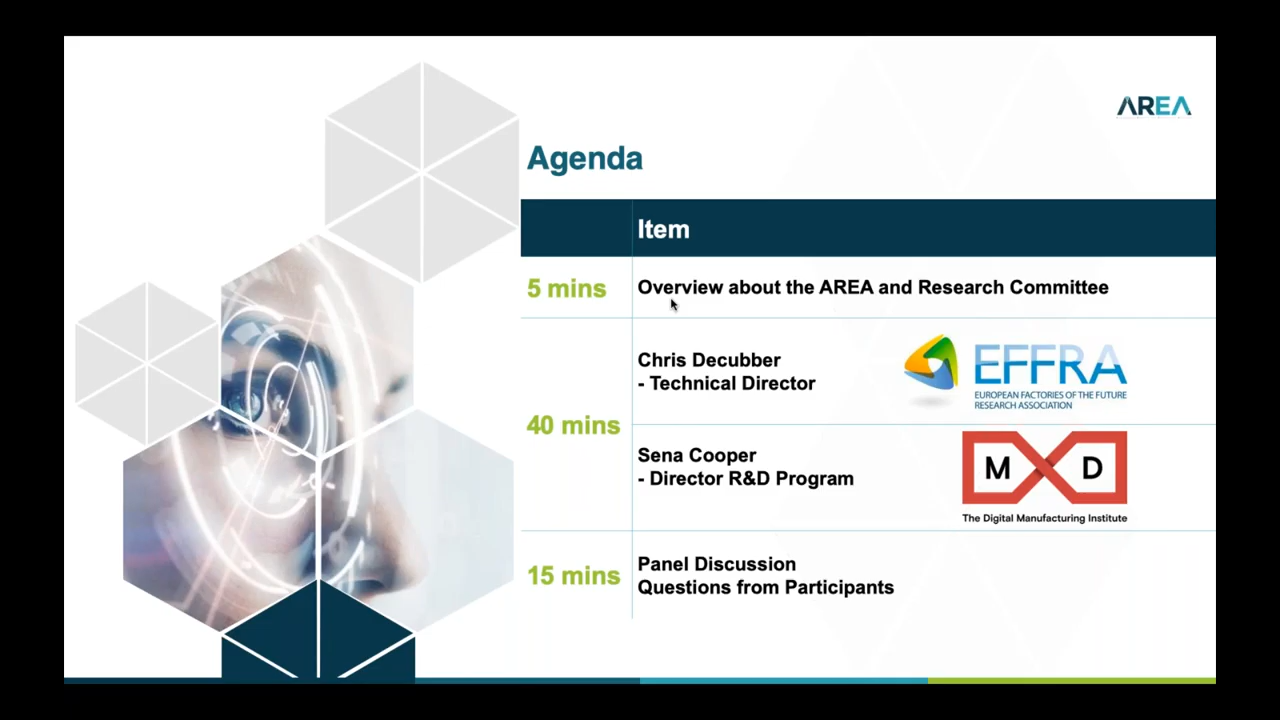 AREA
Agenda
Item
5 mins
Overview about the AREA and Research Committee
40 mins
Chris Decubber
- Technical Director
EFFRA
EUROPEAN FACTORIES OF THE FUTURE
RESEARCH ASSOCIATION
Sena Cooper
- Director R&D Program
M D
The Digital Manufacturing Institute
15 mins
Panel Discussion
Questions from Participants